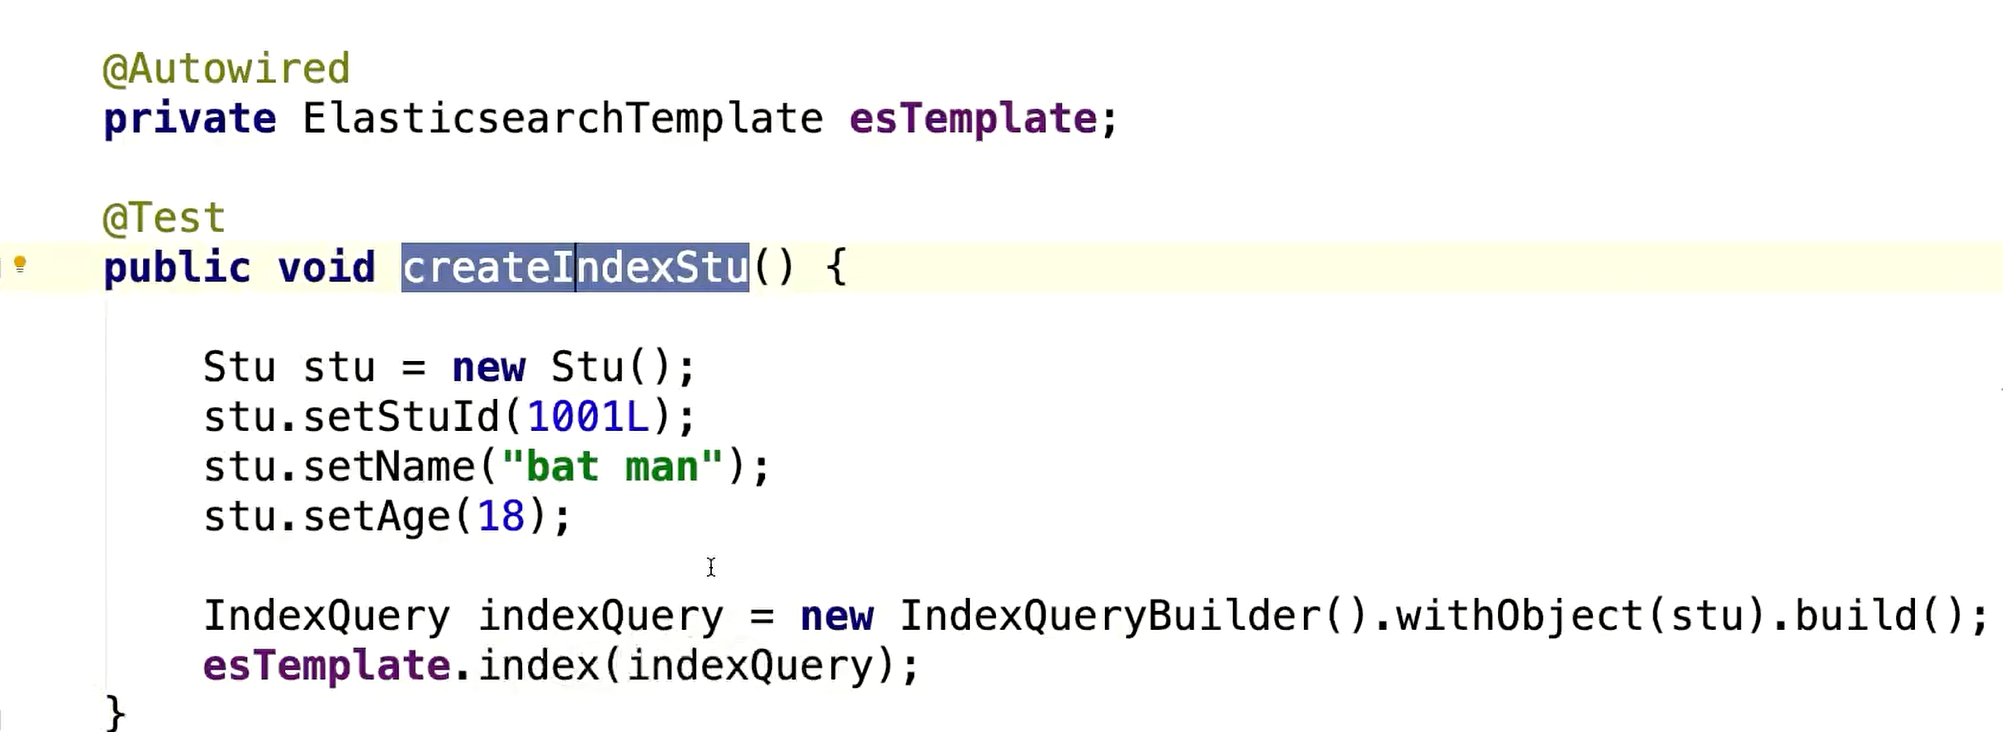 @Autowired
private ElasticsearchTemplate esTemplate;
@Test
public void createIndexStu() {
Stu stu = new Stu();
stu.setStuId(1001L);
stu.setName("bat man");
stu.setAge(18);
IndexQuery indexQuery = new IndexQueryBuilder().withObject(stu).build();
esTemplate.index(indexQuery);
}